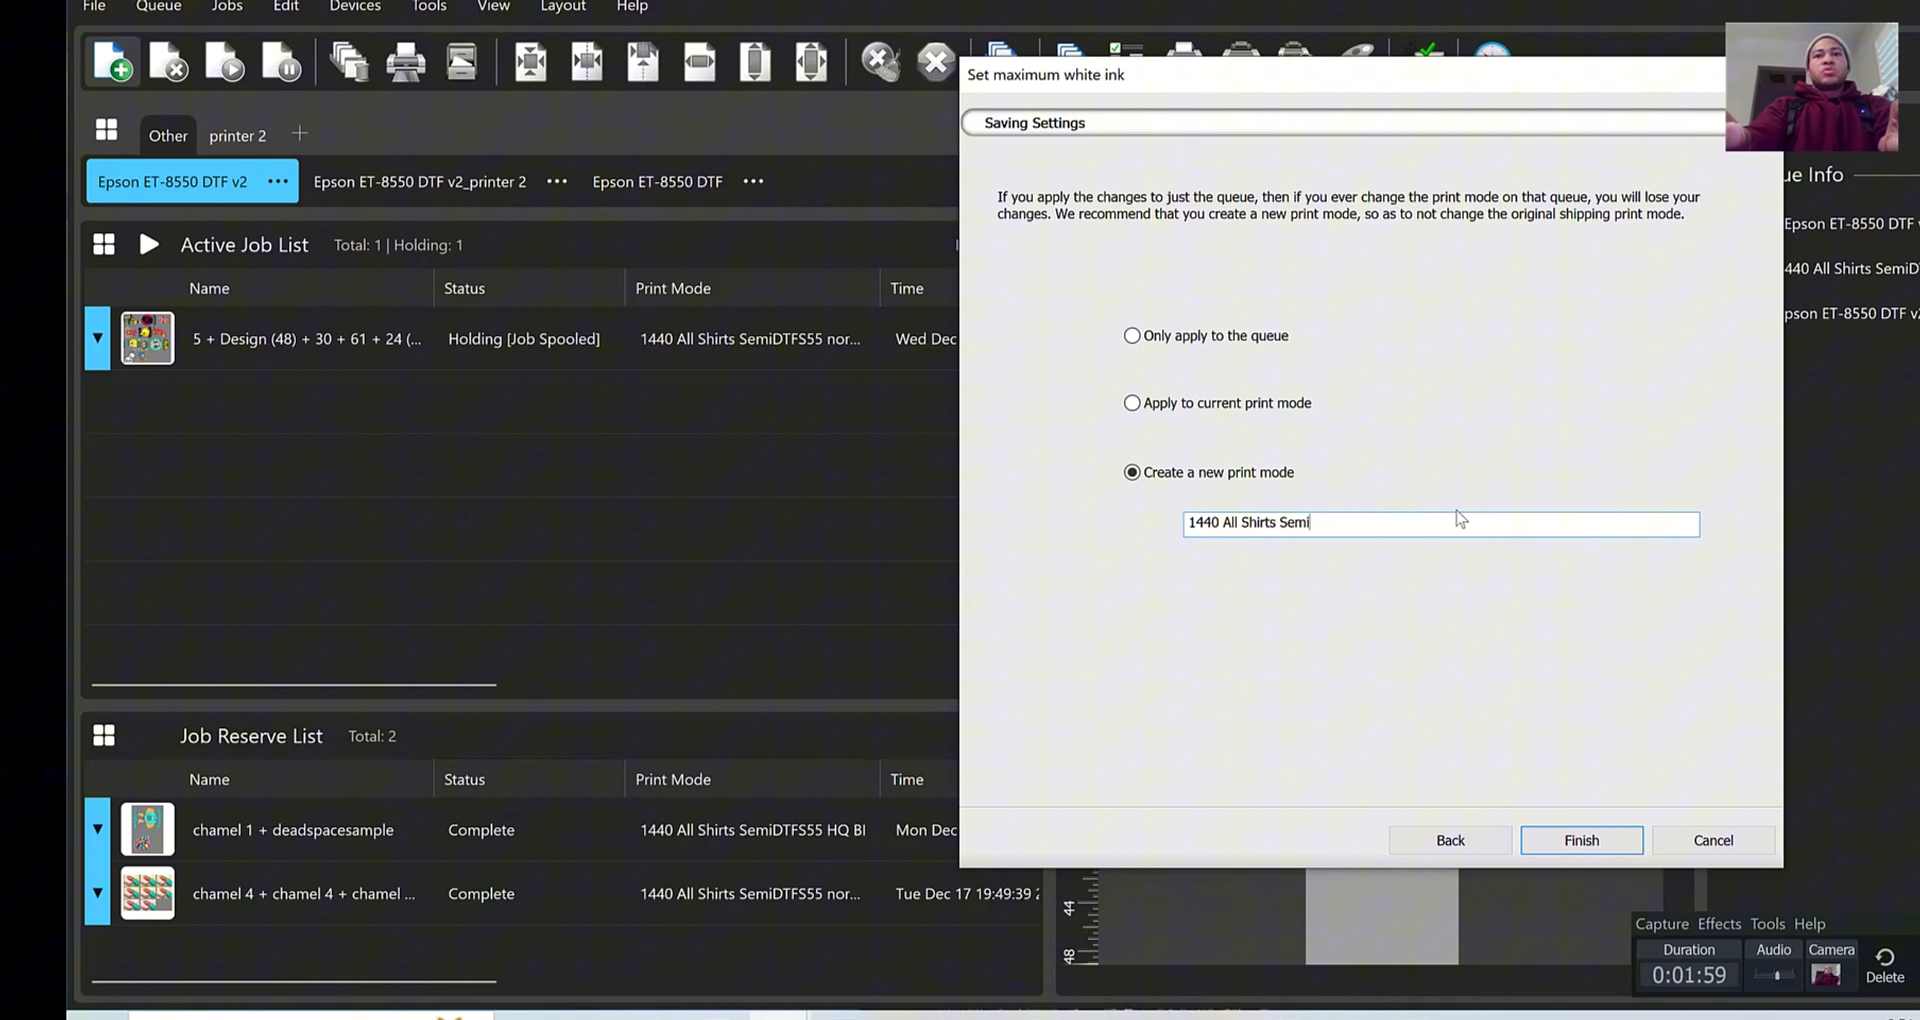 File Queue Jobs Edit Devices Tools View Layout Help
Other printer 2
Epson ET-8550 DTF v2 Epson ET-8550 DTF v2_printer 2 Epson ET-8550 DTF
Active Job List Total: 1 | Holding: 1
Name Status Print Mode Time
5 + Design (48) + 30 + 61 + 24 (... Holding [Job Spooled] 1440 All Shirts SemiDTFS55 nor... Wed Dec
Job Reserve List Total: 2
Name Status Print Mode Time
chamel 1 + deadspacesample Complete 1440 All Shirts SemiDTFS55 HQ Bl Mon Dec
chamel 4 + chamel 4 + chamel ... Complete 1440 All Shirts SemiDTFS55 nor... Tue Dec 17 19:49:39
Set maximum white ink
Saving Settings
If you apply the changes to just the queue, then if you ever change the print mode on that queue, you will lose your
changes. We recommend that you create a new print mode, so as to not change the original shipping print mode.
Only apply to the queue
Apply to current print mode
Create a new print mode
1440 All Shirts Semi
Back Finish Cancel
ue Info
Epson ET-8550 DTF
440 All Shirts SemiD
pson ET-8550 DTF v2
44
48
Capture Effects Tools Help
Duration Audio Camera
0:01:59 Delete